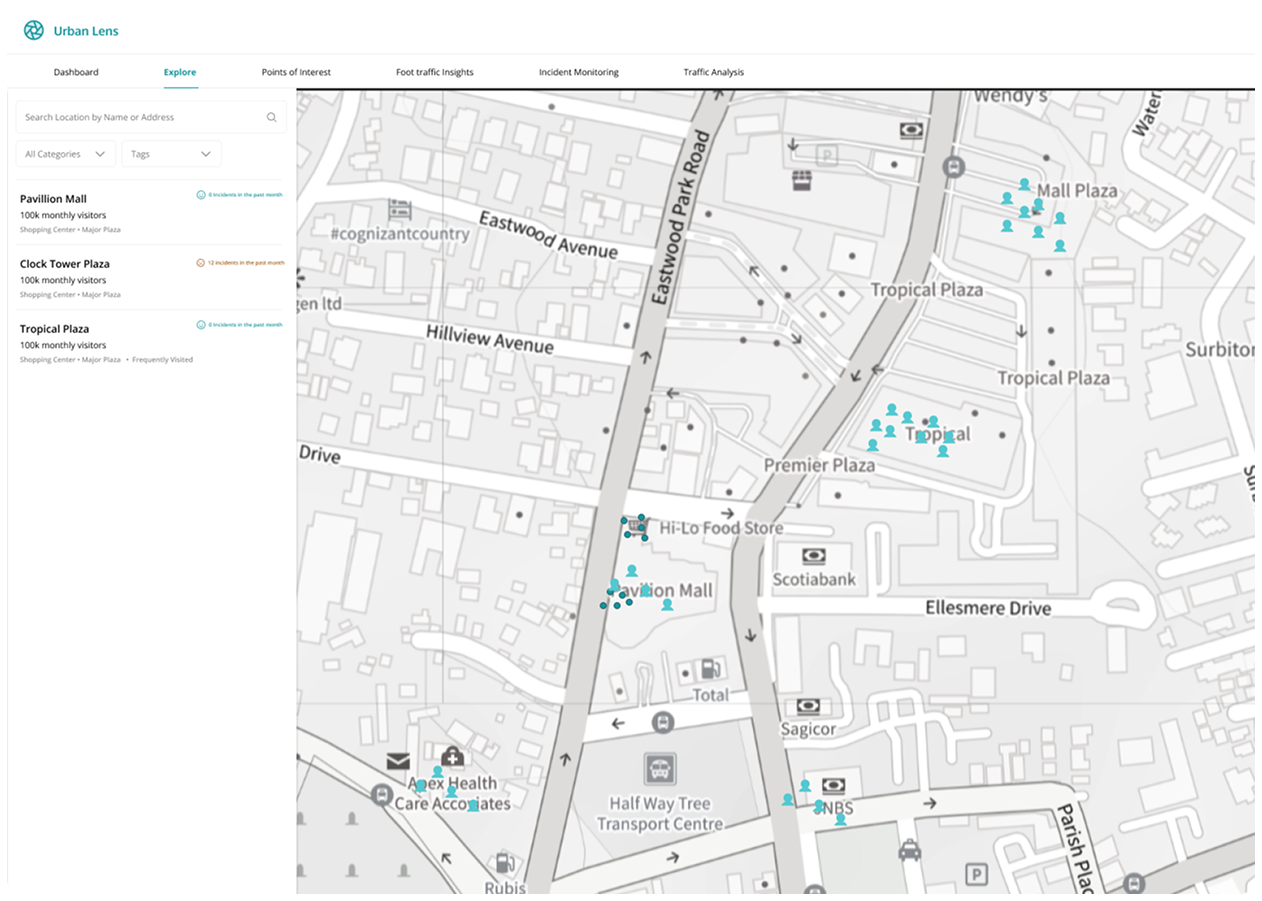 Urban Lens
Dashboard
Explore
Points of Interest
Foot traffic Insights
Incident Monitoring
Traffic Analysis
Search Location by Name or Address
All Categories
Tags
Pavillion Mall
0 Incidents in the past month
100k monthly visitors
Shopping Center • Major Plaza
Clock Tower Plaza
12 incidents in the past month
100k monthly visitors
Shopping Center • Major Plaza
Tropical Plaza
0 Incidents in the past month
100k monthly visitors
Shopping Center • Major Plaza • Frequently Visited
Wendy's
Water
P
Mall Plaza
Eastwood Park Road
#cognizantcountry
Eastwood Avenue
Tropical Plaza
gen ltd
Hillview Avenue
Surbiton
Tropical Plaza
Tropical
Drive
Premier Plaza
Hi-Lo Food Store
Scotiabank
Pavilion Mall
Ellesmere Drive
Total
Sagicor
Apex Health
Care Accoyiates
JNBS
Half Way Tree
Transport Centre
Parish Plac
P
Rubis